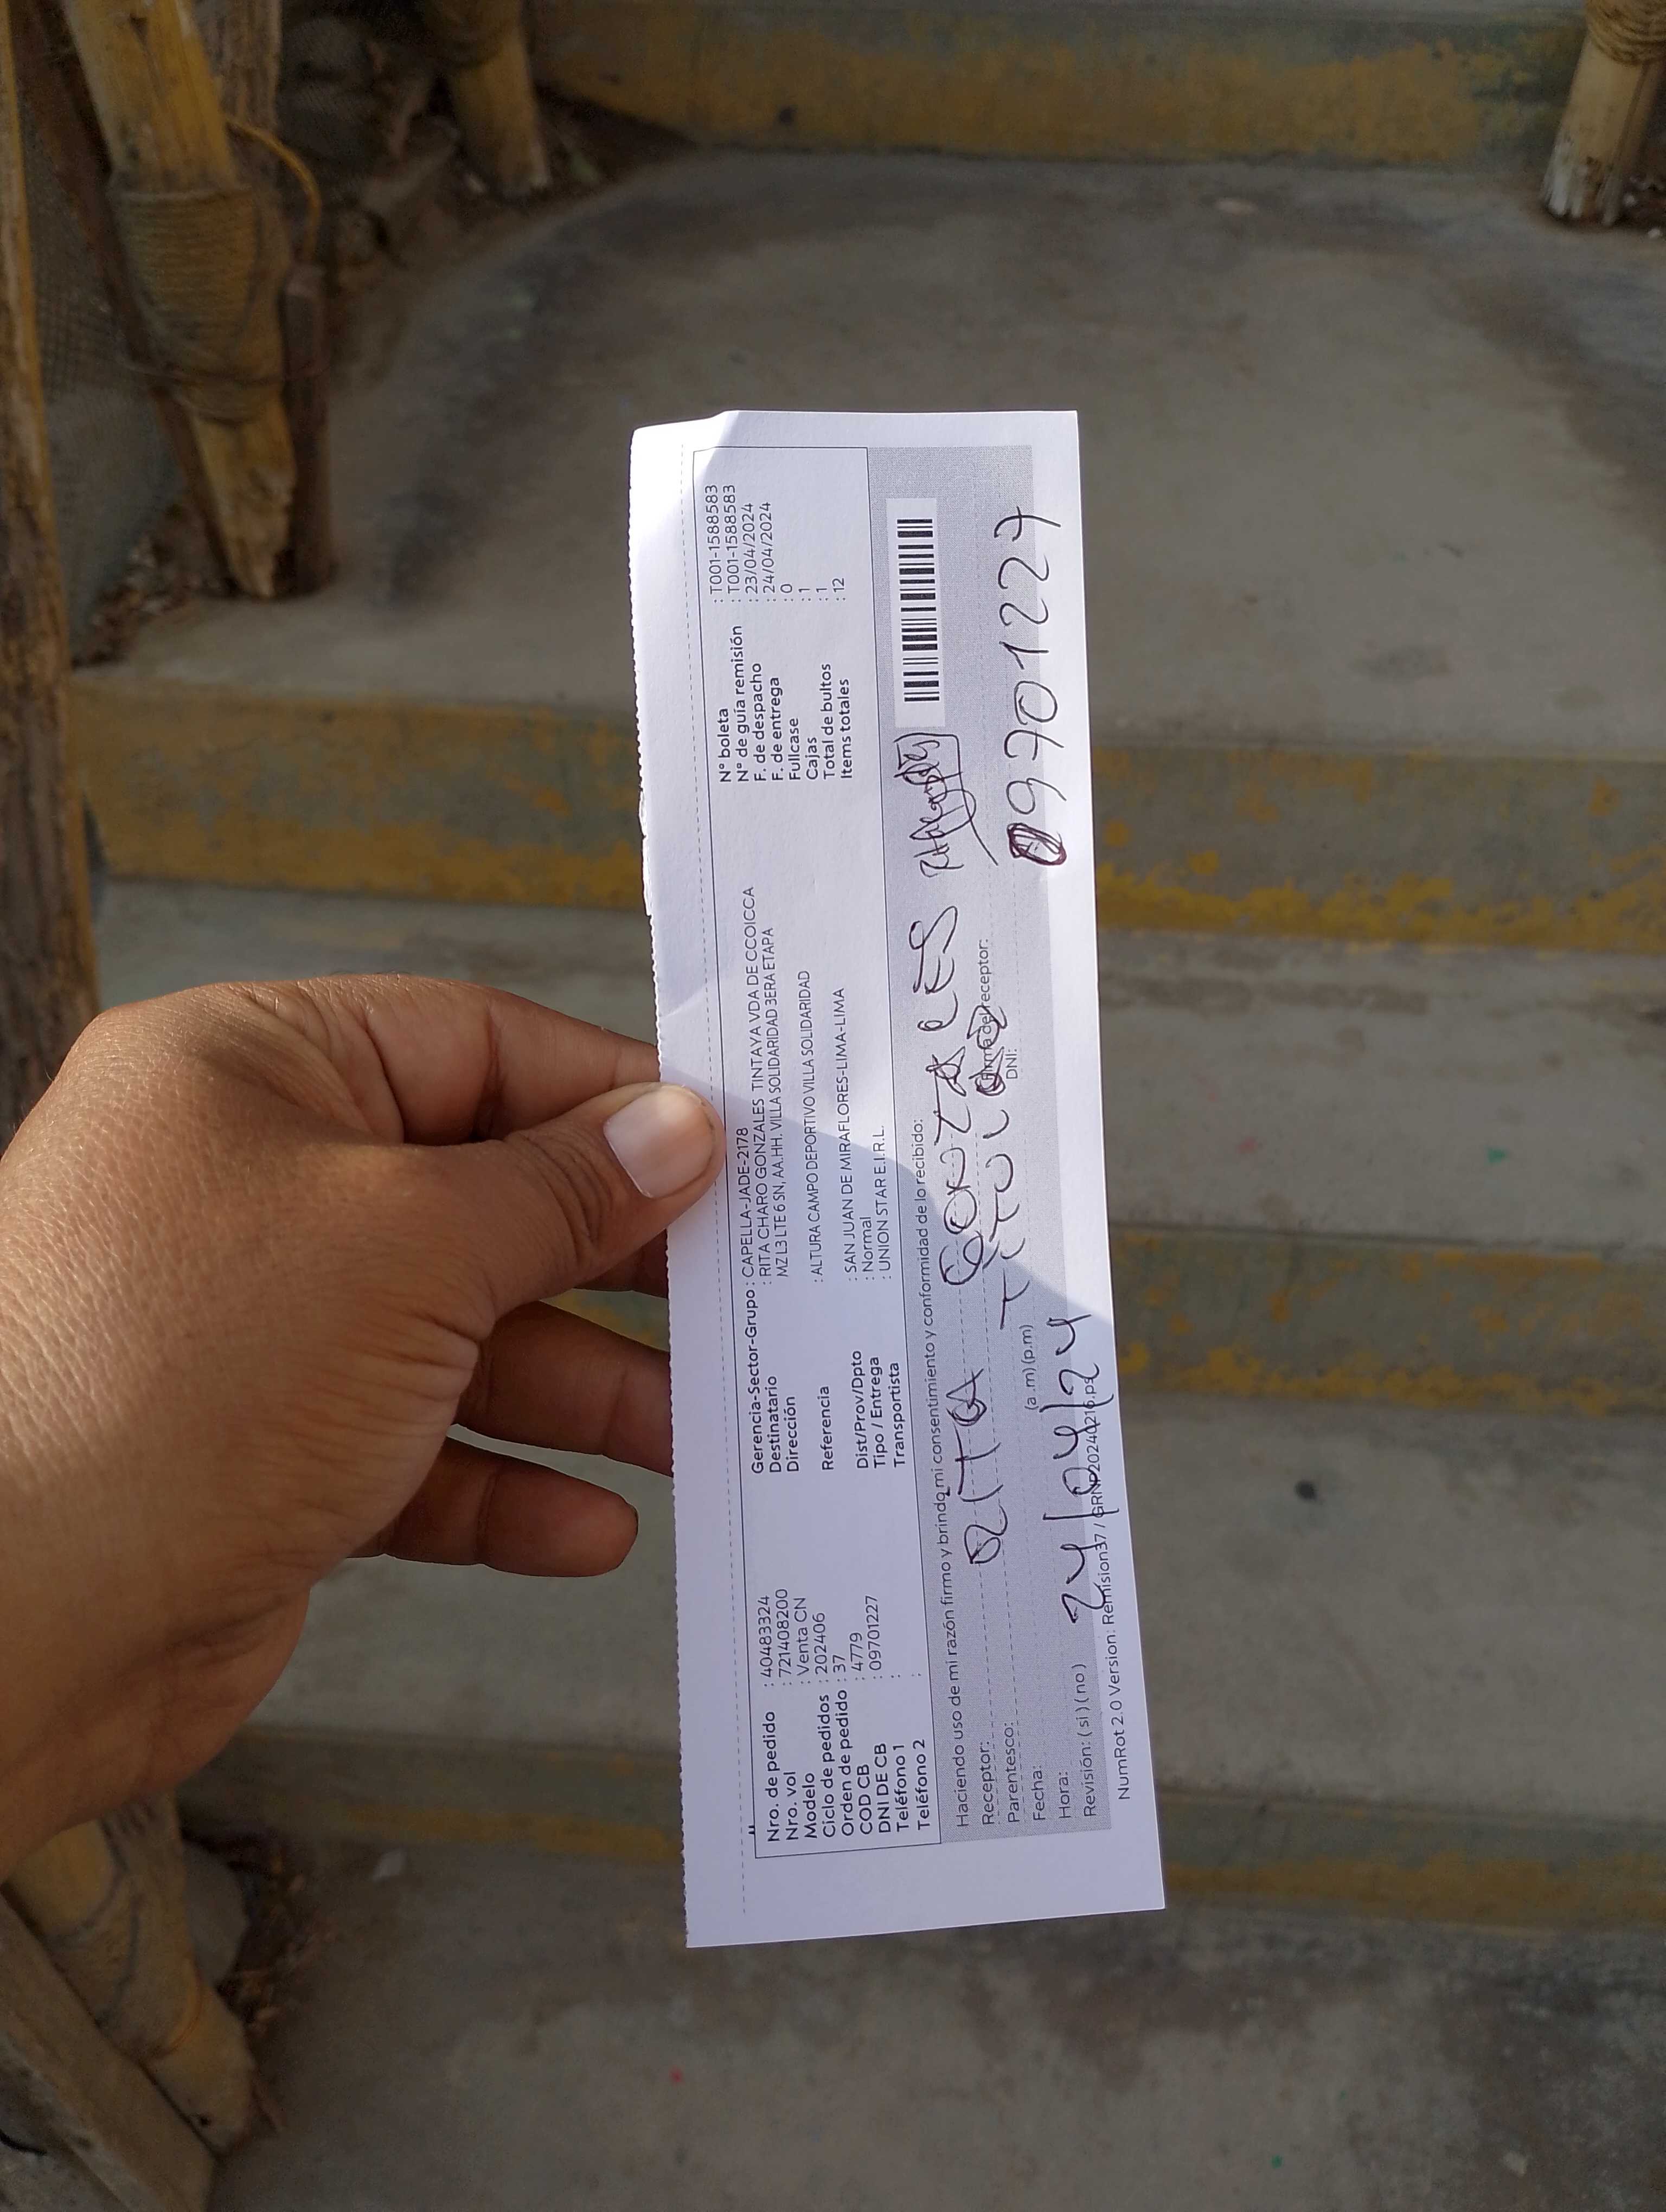 Nro. de pedido : 40483324
Nro. vol : 721408200
Modelo : Venta CN
Ciclo de pedidos : 202406
Orden de pedido : 37
COD CB : 4779
DNI DE CB : 09701227
Teléfono 1 :
Teléfono 2 :
Gerencia-Sector-Grupo : CAPELLA-JADE-2178
Destinatario : RITA CHARO GONZALES TINTAYA VDA DE CCOICCA
Dirección MZ L3 LTE 6 SN, AA.HH. VILLA SOLIDARIDAD 3ERA ETAPA
Referencia : ALTURA CAMPO DEPORTIVO VILLA SOLIDARIDAD
Dist/Prov/Dpto : SAN JUAN DE MIRAFLORES-LIMA-LIMA
Tipo / Entrega : Normal
Transportista : UNION STAR E.I.R.L.
N° boleta : T001-1588583
N° de guía remisión : T001-1588583
F. de despacho : 23/04/2024
F. de entrega : 24/04/2024
Fullcase : 0
Cajas : 1
Total de bultos : 1
Items totales : 12
Haciendo uso de mi razón firmo y brindo mi consentimiento y conformidad de lo recibido:
Receptor: RITA
Parentesco:
Fecha: 24/04/24
Hora: (a.m) (p.m)
Revisión: ( si ) ( no )
Firma del receptor:
DNI: 09701227
NumRot 2.0 Version: Remision37 / GRNP20240216.ps